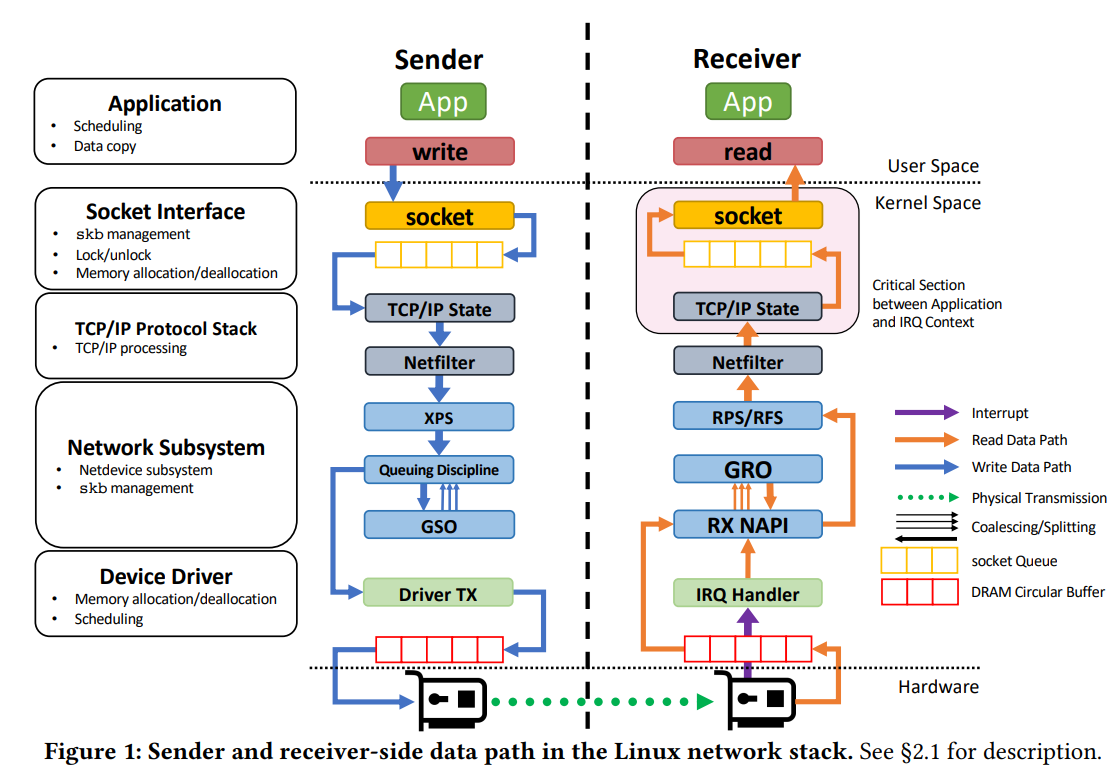 Sender
Receiver
App
App
write
read
User Space
Kernel Space
Application
• Scheduling
• Data copy
Socket Interface
• skb management
• Lock/unlock
• Memory allocation/deallocation
TCP/IP Protocol Stack
• TCP/IP processing
Network Subsystem
• Netdevice subsystem
• skb management
Device Driver
• Memory allocation/deallocation
• Scheduling
socket
TCP/IP State
Netfilter
XPS
Queuing Discipline
GSO
Driver TX
socket
TCP/IP State
Netfilter
RPS/RFS
GRO
RX NAPI
IRQ Handler
Critical Section
between Application
and IRQ Context
Interrupt
Read Data Path
Write Data Path
Physical Transmission
Coalescing/Splitting
socket Queue
DRAM Circular Buffer
Hardware
Figure 1: Sender and receiver-side data path in the Linux network stack. See §2.1 for description.